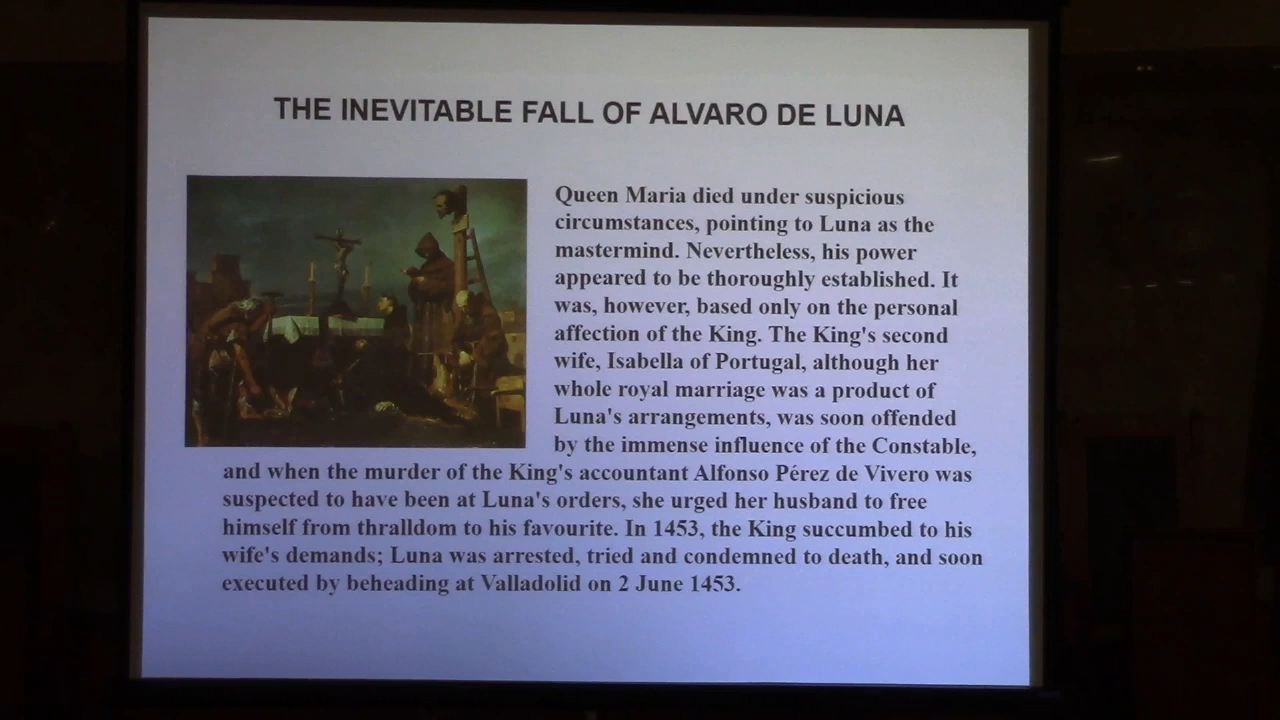 THE INEVITABLE FALL OF ALVARO DE LUNA
Queen Maria died under suspicious
circumstances, pointing to Luna as the
mastermind. Nevertheless, his power
appeared to be thoroughly established. It
was, however, based only on the personal
affection of the King. The King's second
wife, Isabella of Portugal, although her
whole royal marriage was a product of
Luna's arrangements, was soon offended
by the immense influence of the Constable,
and when the murder of the King's accountant Alfonso Pérez de Vivero was
suspected to have been at Luna's orders, she urged her husband to free
himself from thralldom to his favourite. In 1453, the King succumbed to his
wife's demands; Luna was arrested, tried and condemned to death, and soon
executed by beheading at Valladolid on 2 June 1453.